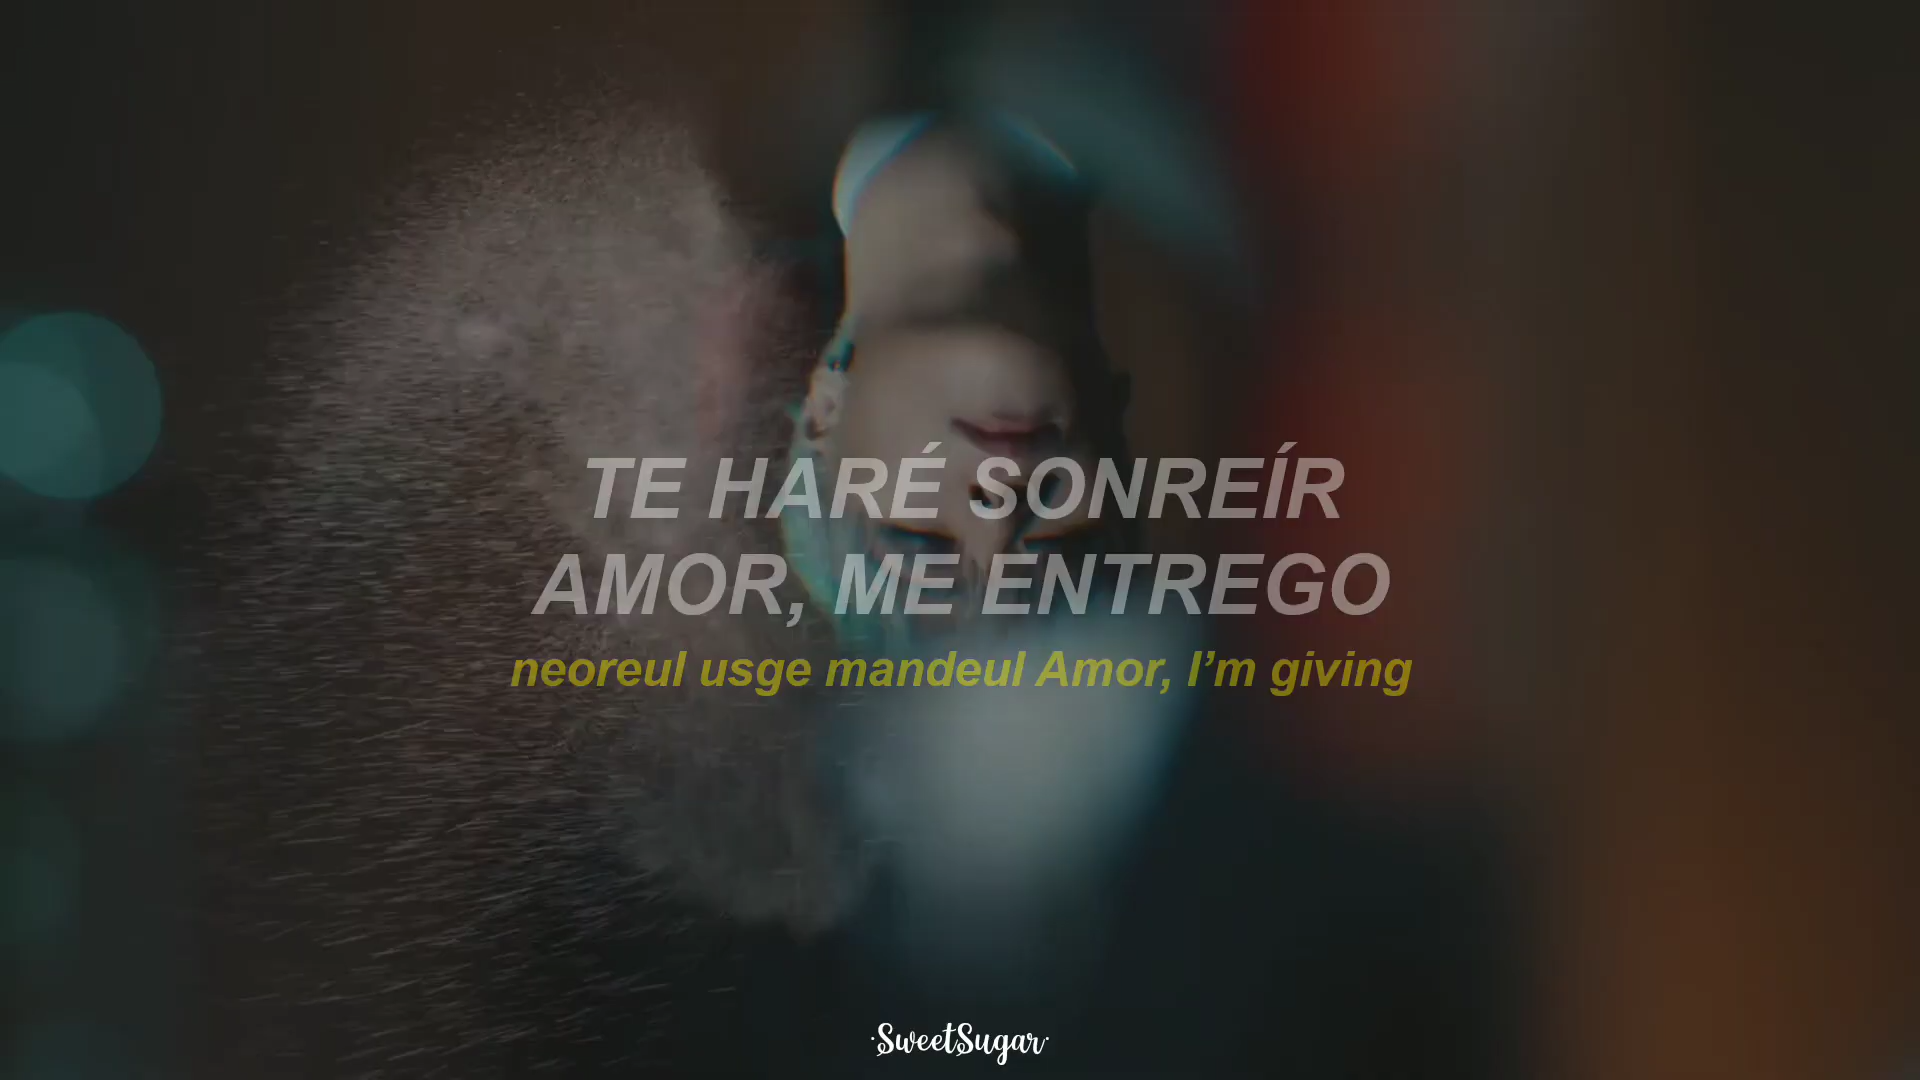 TE HARÉ SONREÍR
AMOR, ME ENTREGO
neoreul usge mandeul Amor, I’m giving
·SweetSugar·